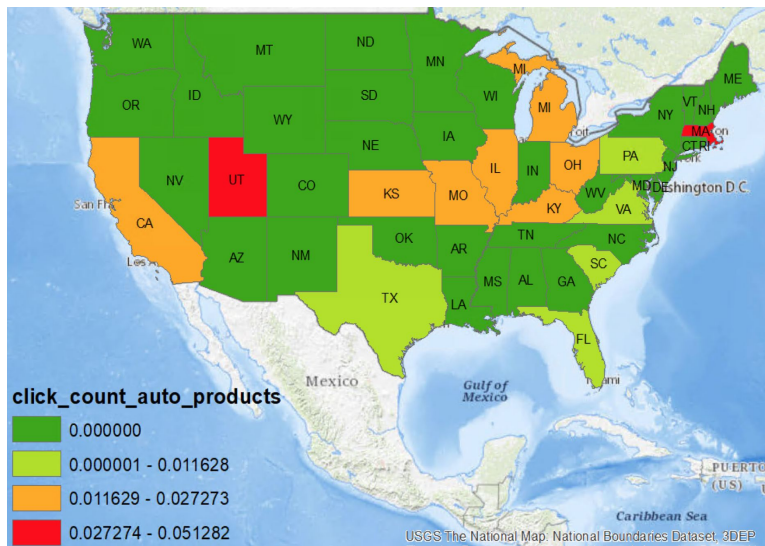 WA
MT
ND
MN
ME
OR
ID
SD
WI
MI
VT
NH
NY
WY
MI
MA
on
IA
NE
PA
CT
RI
NV
UT
CO
IL
IN
OH
NJ
San Fra
KS
MO
WV
MD
DE
shington D C
CA
KY
VA
Los A
AZ
NM
OK
AR
TN
NC
SC
TX
LA
MS
AL
GA
FL
Mexico
Gulf of
Mexico
click_count_auto_products
0.000000
0.000001 - 0.011628
0.011629 - 0.027273
0.027274 - 0.051282
PUERTO
(US)
Caribbean Sea
USGS The National Map: National Boundaries Dataset, 3DEP